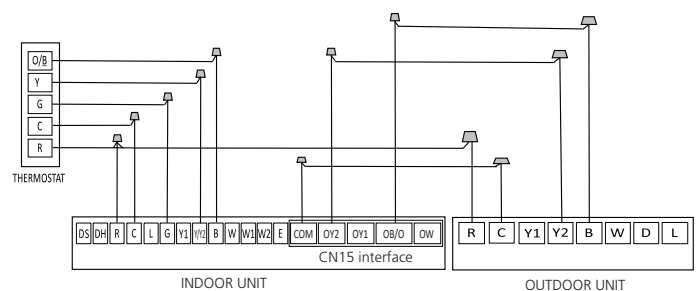 O/B
Y
G
C
R
THERMOSTAT
DS DH R C L G Y1 Y/Y2 B W W1 W2 E COM OY2 OY1 OB/O OW
CN15 interface
INDOOR UNIT
R C Y1 Y2 B W D L
OUTDOOR UNIT